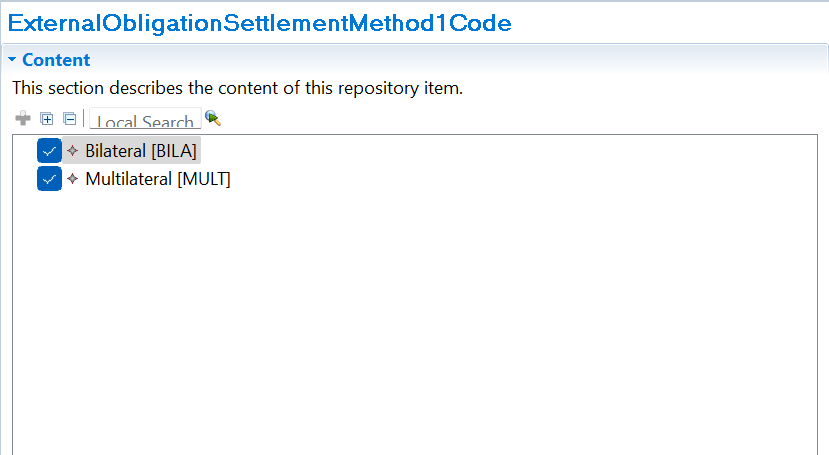 ExternalObligationSettlementMethod1Code
Content
This section describes the content of this repository item.
Local Search
Bilateral [BILA]
Multilateral [MULT]